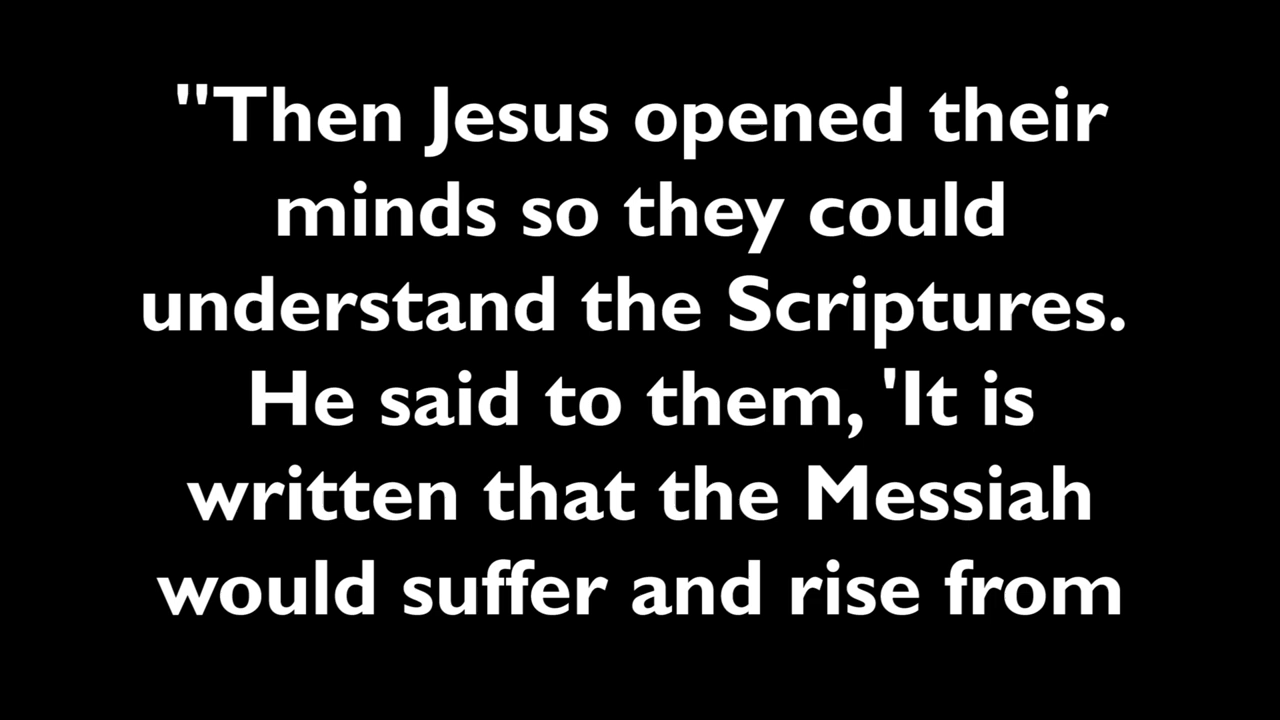 "Then Jesus opened their
minds so they could
understand the Scriptures.
He said to them, 'It is
written that the Messiah
would suffer and rise from